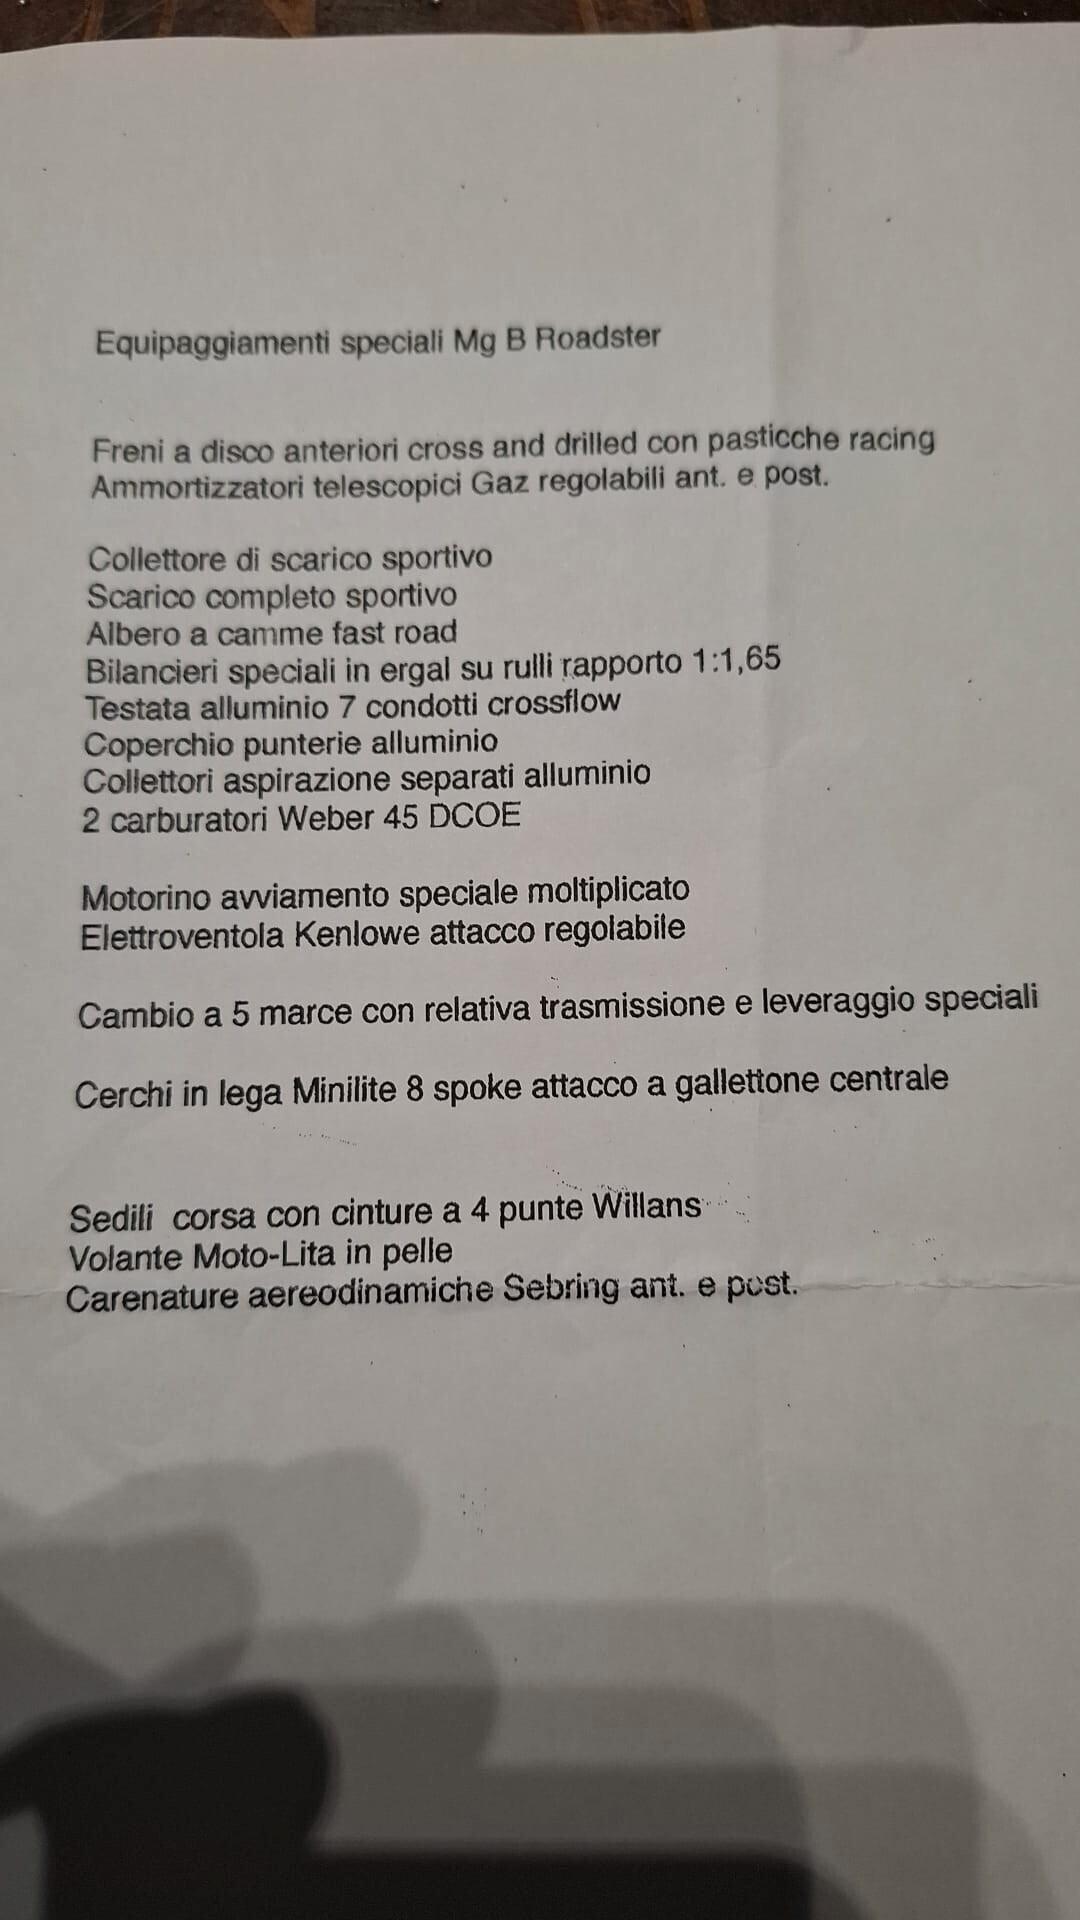 Equipaggiamenti speciali Mg B Roadster
Freni a disco anteriori cross and drilled con pasticche racing
Ammortizzatori telescopici Gaz regolabili ant. e post.
Collettore di scarico sportivo
Scarico completo sportivo
Albero a camme fast road
Bilancieri speciali in ergal su rulli rapporto 1:1,65
Testata alluminio 7 condotti crossflow
Coperchio punterie alluminio
Collettori aspirazione separati alluminio
2 carburatori Weber 45 DCOE
Motorino avviamento speciale moltiplicato
Elettroventola Kenlowe attacco regolabile
Cambio a 5 marce con relativa trasmissione e leveraggio speciali
Cerchi in lega Minilite 8 spoke attacco a gallettone centrale
Sedili corsa con cinture a 4 punte Willans
Volante Moto-Lita in pelle
Carenature aereodinamiche Sebring ant. e post.